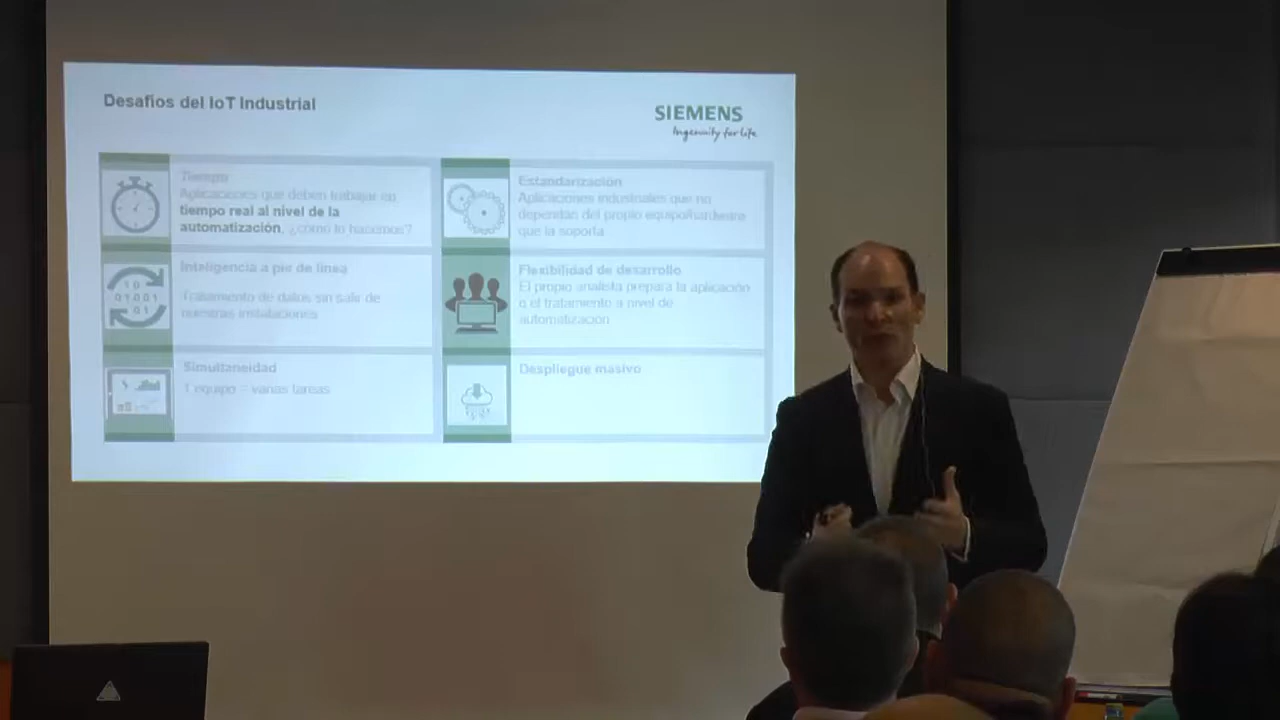 Desafíos del IoT Industrial
SIEMENS
Ingenuity for life
Tiempo
Aplicaciones que deben trabajar en
tiempo real al nivel de la
automatización, ¿cómo lo hacemos?
Inteligencia a pie de línea
Tratamiento de datos sin salir de
nuestras instalaciones
Simultaneidad
1 equipo = varias tareas
Estandarización
Aplicaciones industriales que no
dependan del propio equipo/hardware
que la soporta
Flexibilidad de desarrollo
El propio analista prepara la aplicación
o el tratamiento a nivel de
automatización
Despliegue masivo
10
01001
01